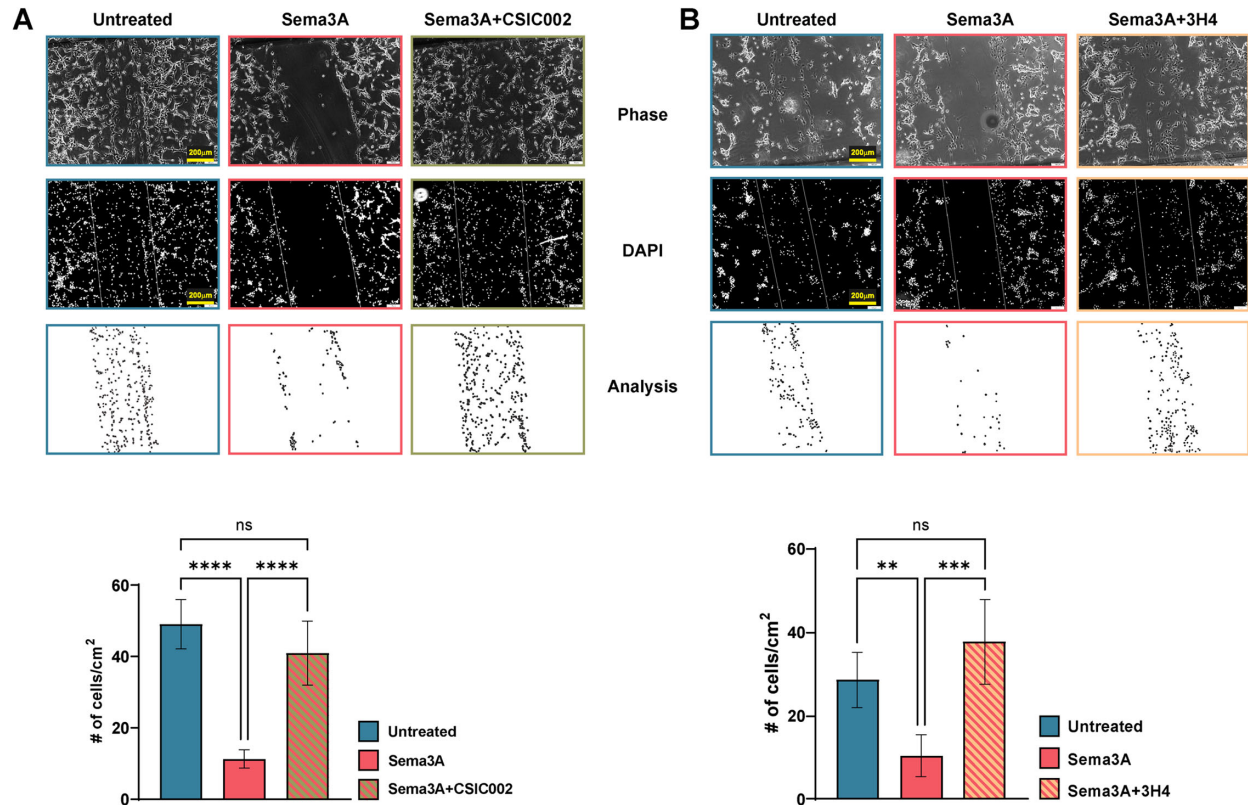 A
Untreated
Sema3A
Sema3A+CSIC002
B
Untreated
Sema3A
Sema3A+3H4
200μm
Phase
200μm
200μm
DAPI
200μm
Analysis
ns
**** ****
60
40
20
0
# of cells/cm2
Untreated
Sema3A
Sema3A+CSIC002
ns
** ***
60
40
20
0
# of cells/cm2
Untreated
Sema3A
Sema3A+3H4